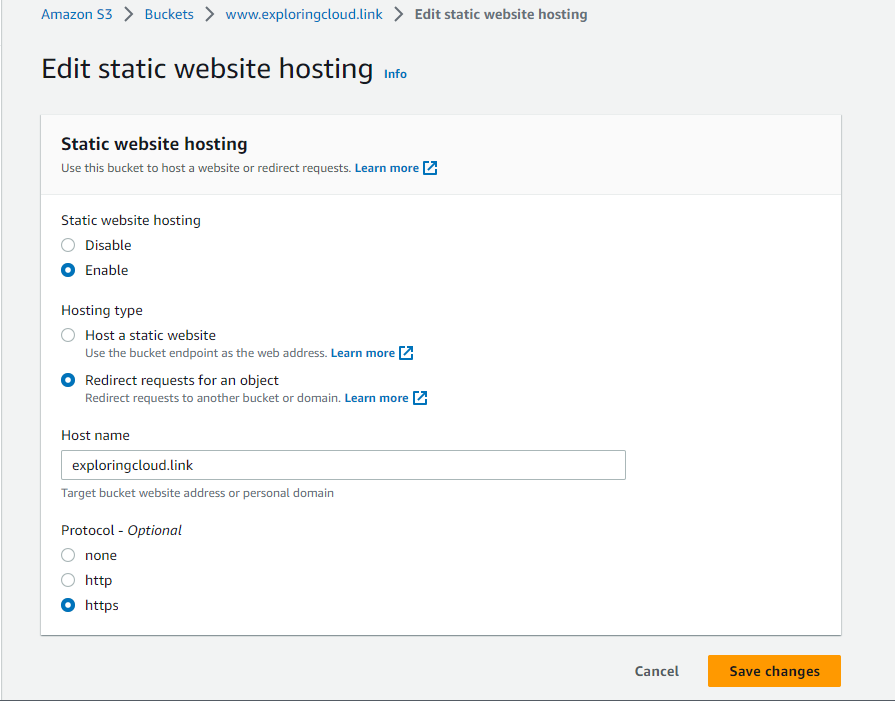 Amazon S3 > Buckets > www.exploringcloud.link > Edit static website hosting
Edit static website hosting Info
Static website hosting
Use this bucket to host a website or redirect requests. Learn more
Static website hosting
Disable
Enable
Hosting type
Host a static website
Use the bucket endpoint as the web address. Learn more
Redirect requests for an object
Redirect requests to another bucket or domain. Learn more
Host name
exploringcloud.link
Target bucket website address or personal domain
Protocol - Optional
none
http
https
Cancel Save changes